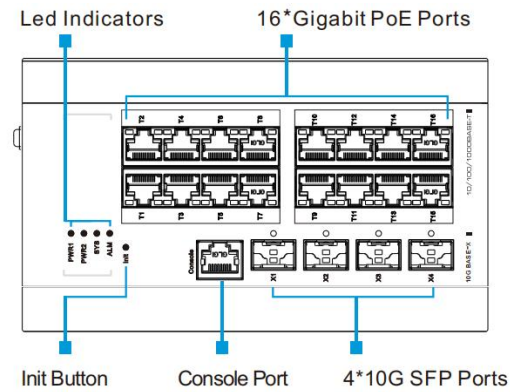 Led Indicators
16*Gigabit PoE Ports
T2 T4 T6 T8 T10 T12 T14 T16
T1 T3 T5 T7 T9 T11 T13 T15
10/100/1000BASE-T
PWR1
PWR2
SYS
ALM
Init
Console
X1 X2 X3 X4
10G BASE-X
Init Button
Console Port
4*10G SFP Ports